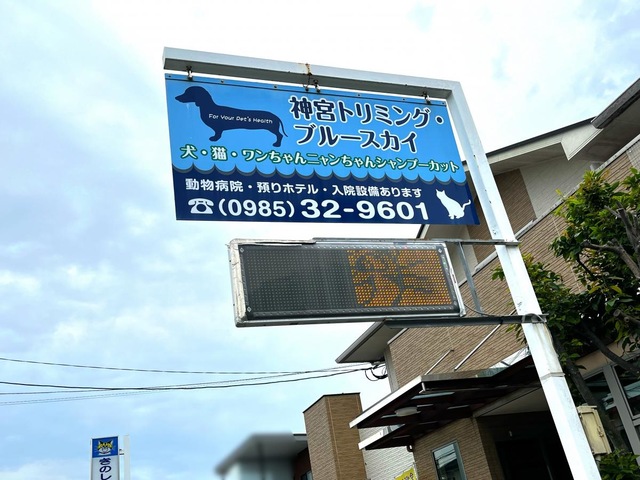 For Your Pet's Health
神宮トリミング・
ブルースカイ
犬・猫・ワンちゃんニャンちゃんシャンプーカット
動物病院・預りホテル・入院設備あります
☎(0985) 32-9601
きのし